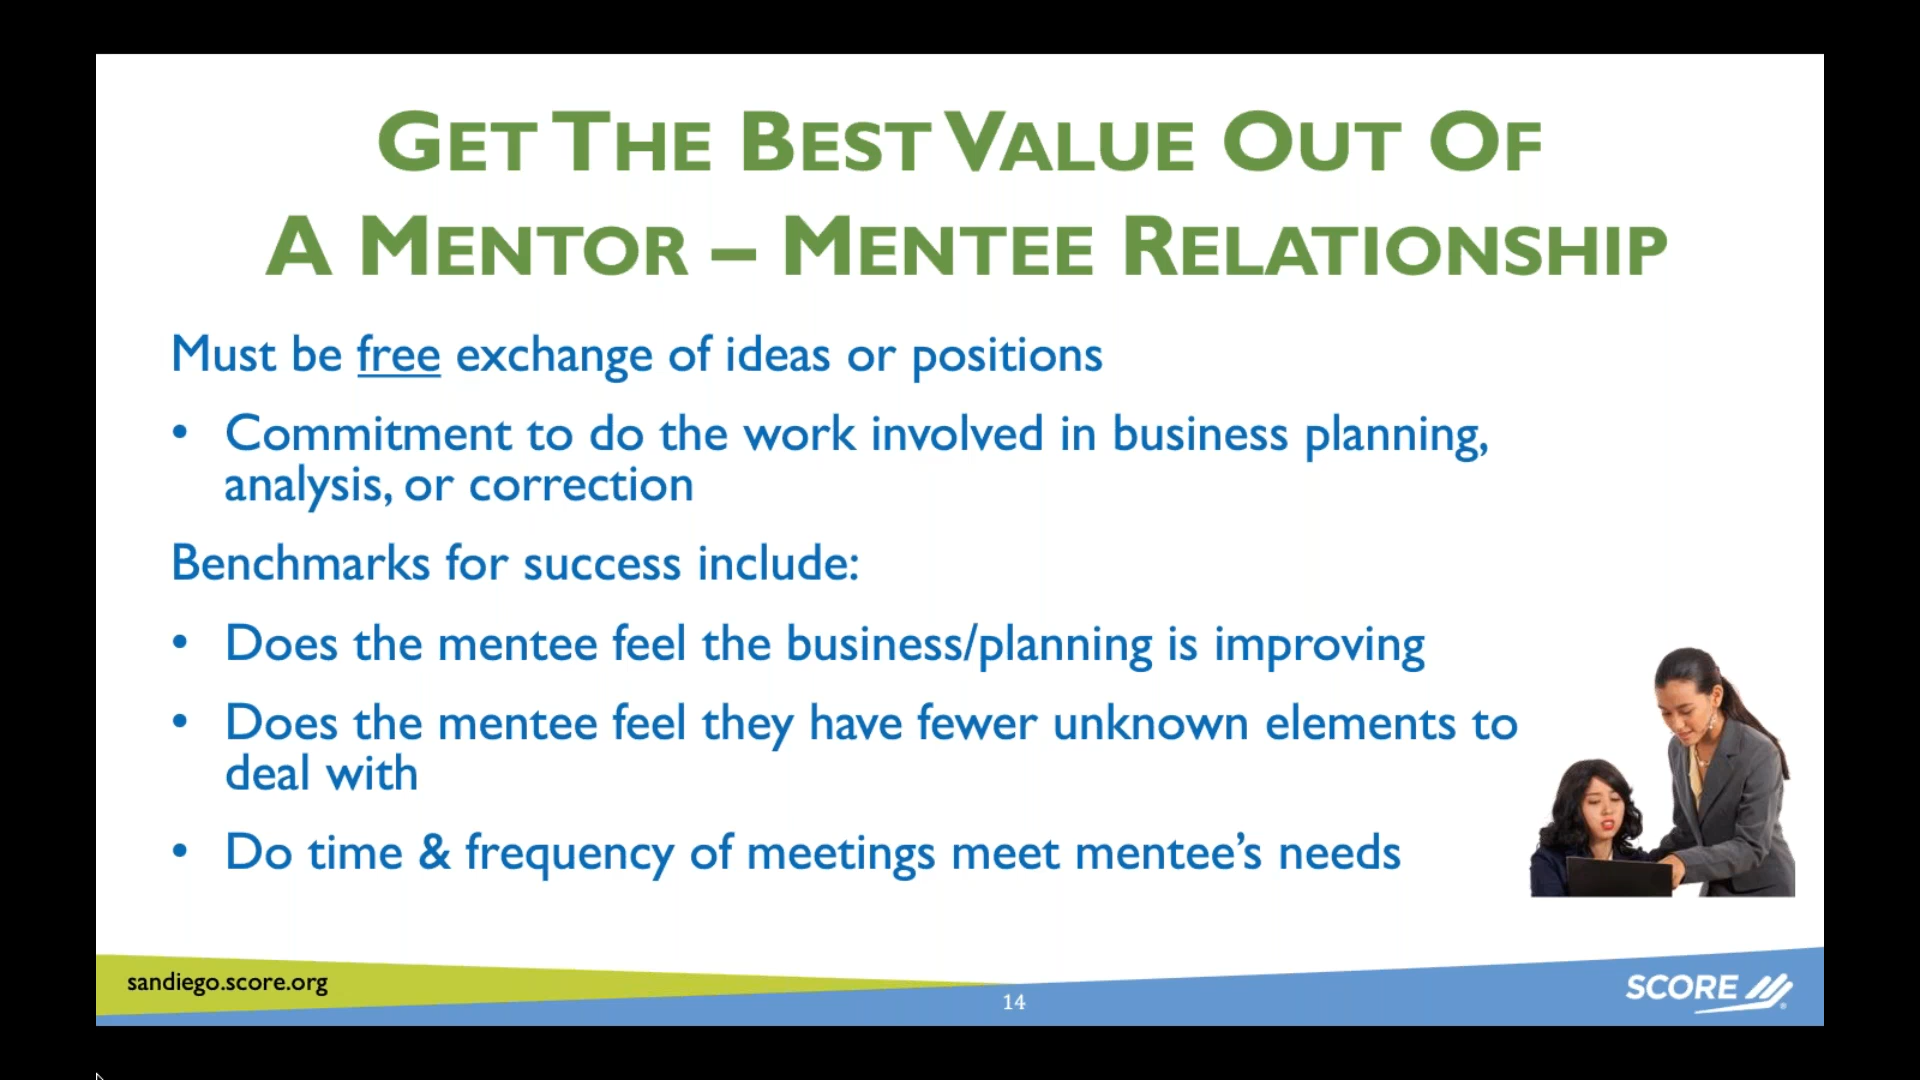 GET THE BEST VALUE OUT OF
A MENTOR – MENTEE RELATIONSHIP
Must be free exchange of ideas or positions
• Commitment to do the work involved in business planning,
analysis, or correction
Benchmarks for success include:
• Does the mentee feel the business/planning is improving
• Does the mentee feel they have fewer unknown elements to
deal with
• Do time & frequency of meetings meet mentee’s needs
sandiego.score.org
14
SCORE